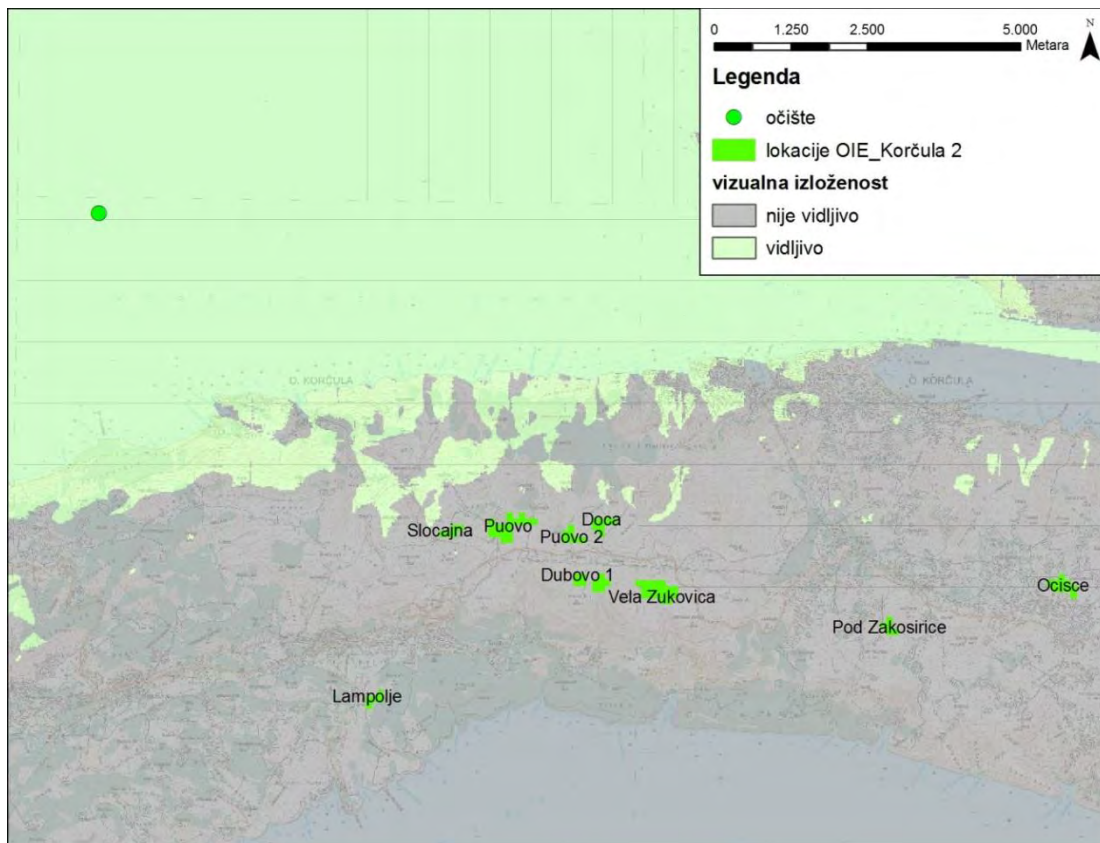 0 1.250 2.500 5.000
Metara
N
Legenda
očište
lokacije OIE_Korčula 2
vizualna izloženost
nije vidljivo
vidljivo
O. KORČULA
O. KORČULA
Slocajna
Puovo
Puovo 2
Doca
Dubovo 1
Vela Zukovica
Ocisce
Pod Zakosirice
Lampolje